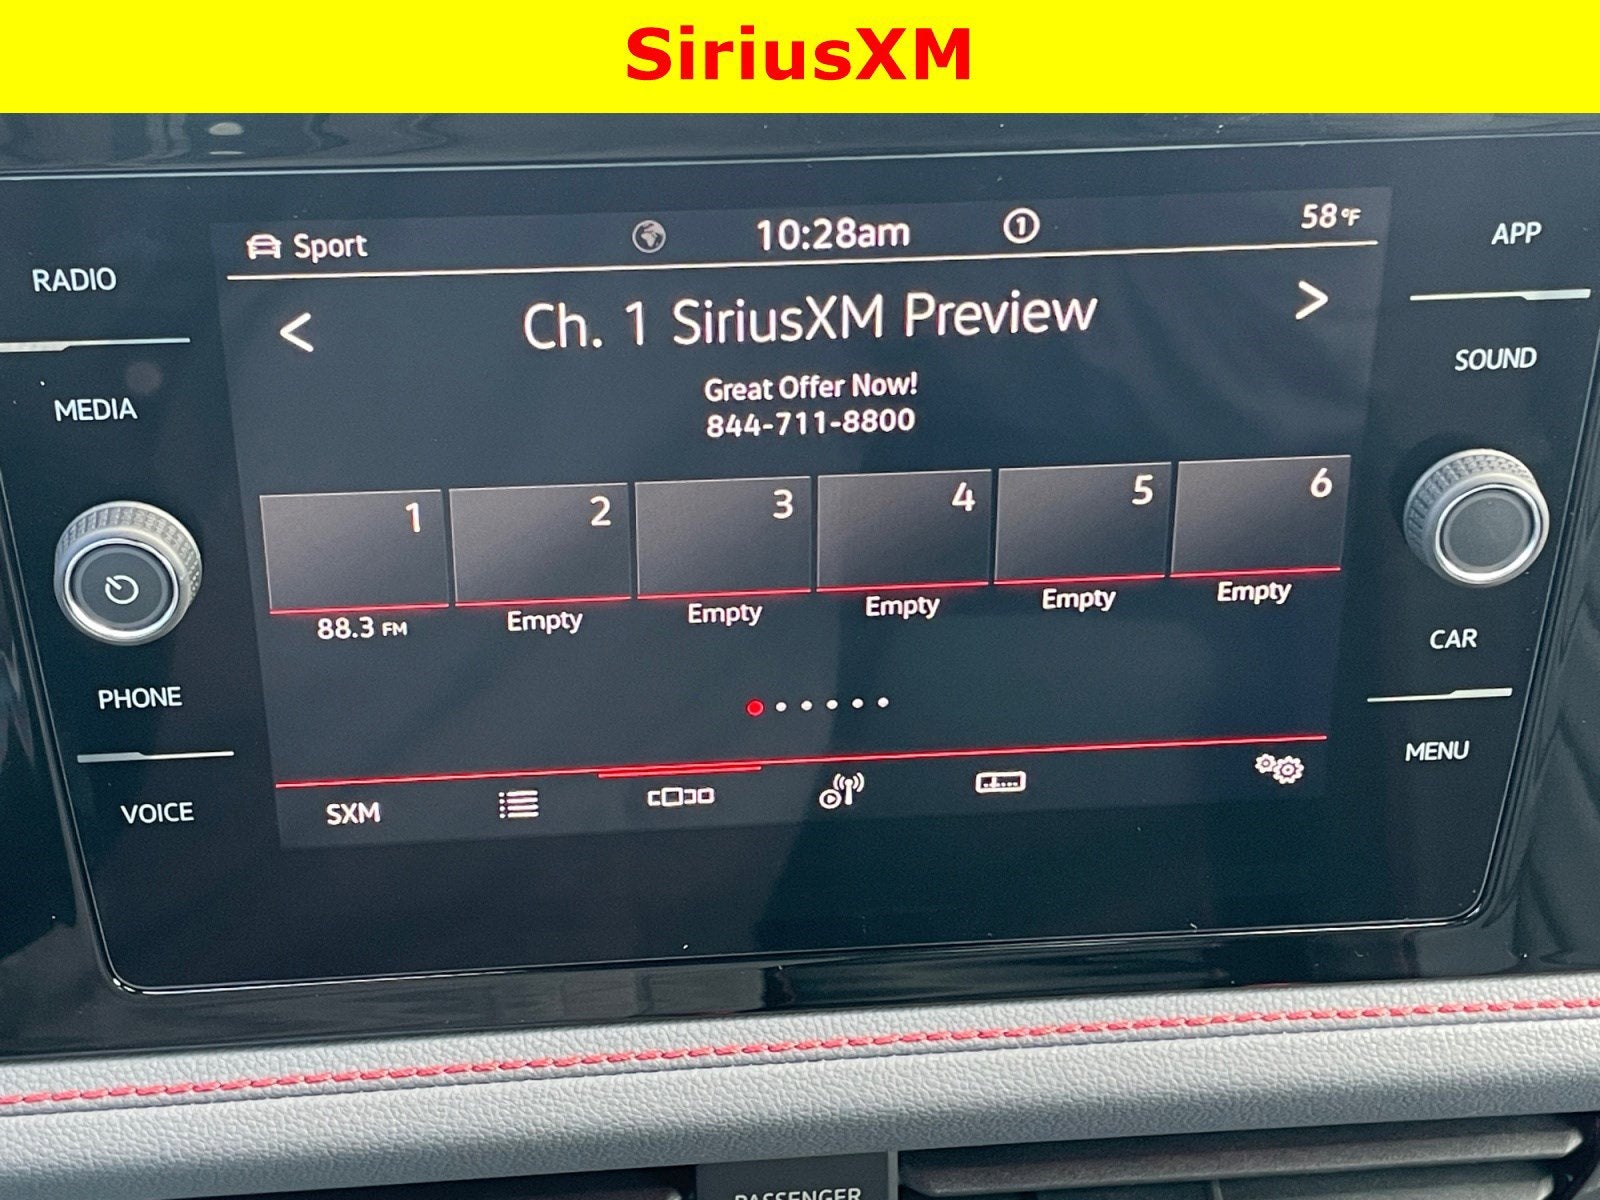 SiriusXM
Sport 10:28am 1 58°F
RADIO
APP
Ch. 1 SiriusXM Preview
Great Offer Now!
844-711-8800
MEDIA
SOUND
1 2 3 4 5 6
88.3 FM Empty Empty Empty Empty Empty
PHONE
CAR
VOICE
MENU
SXM
PASSENGER